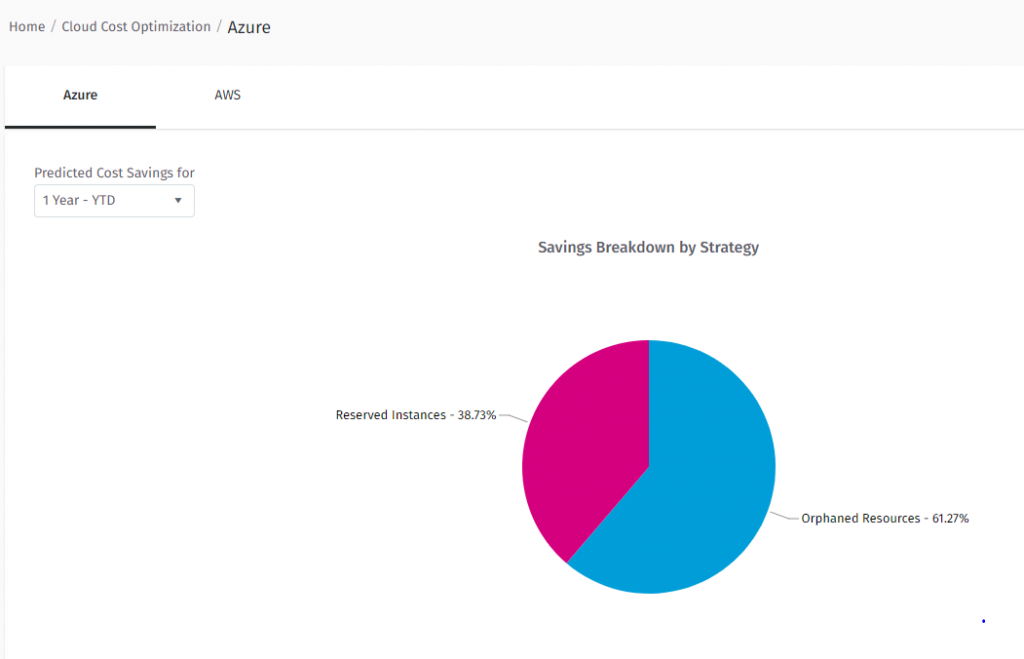 Home / Cloud Cost Optimization / Azure
Azure
AWS
Predicted Cost Savings for
1 Year - YTD
Savings Breakdown by Strategy
Reserved Instances - 38.73%
Orphaned Resources - 61.27%